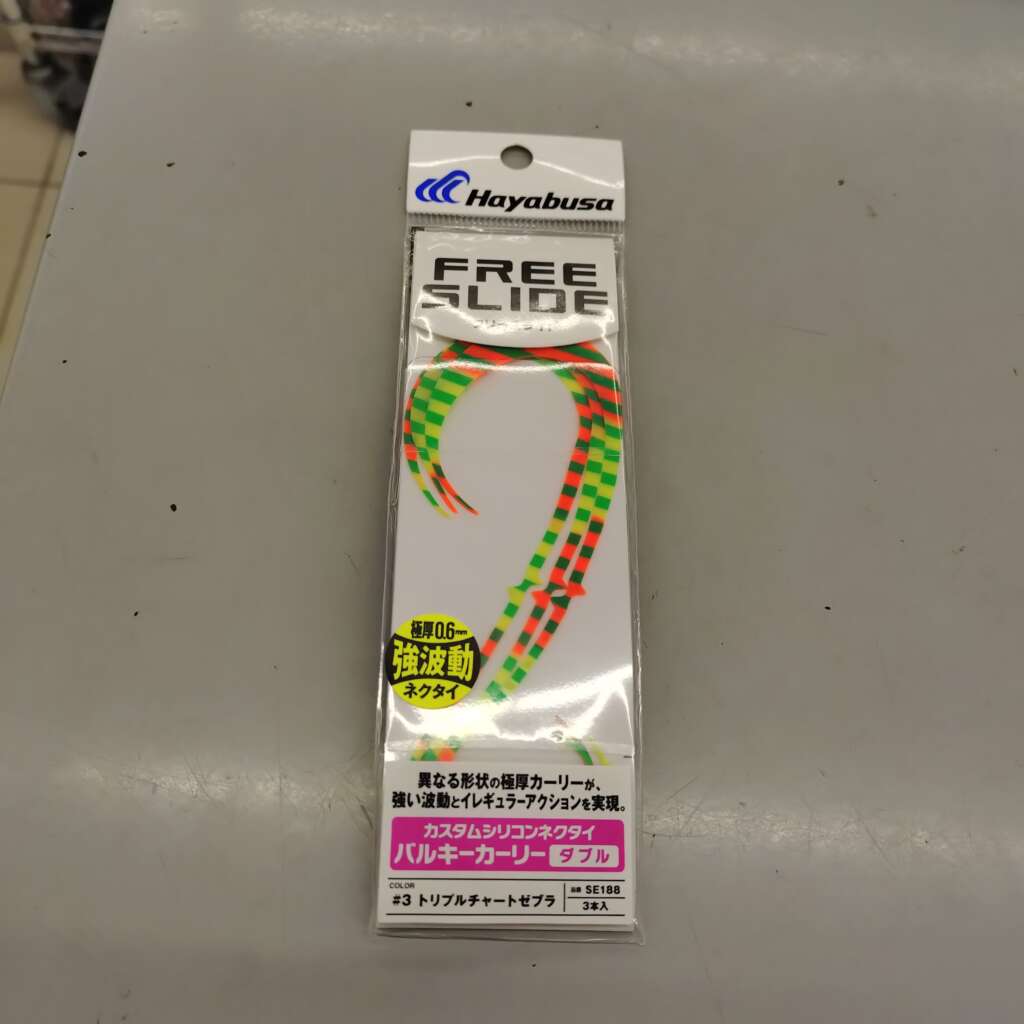 Hayabusa
FREE
SLIDE
極厚0.6mm
強波動
ネクタイ
異なる形状の極厚カーリーが、
強い波動とイレギュラーアクションを実現。
カスタムシリコンネクタイ
バルキーカーリー ダブル
COLOR
#3 トリプルチャートゼブラ
品番 SE188
3本入